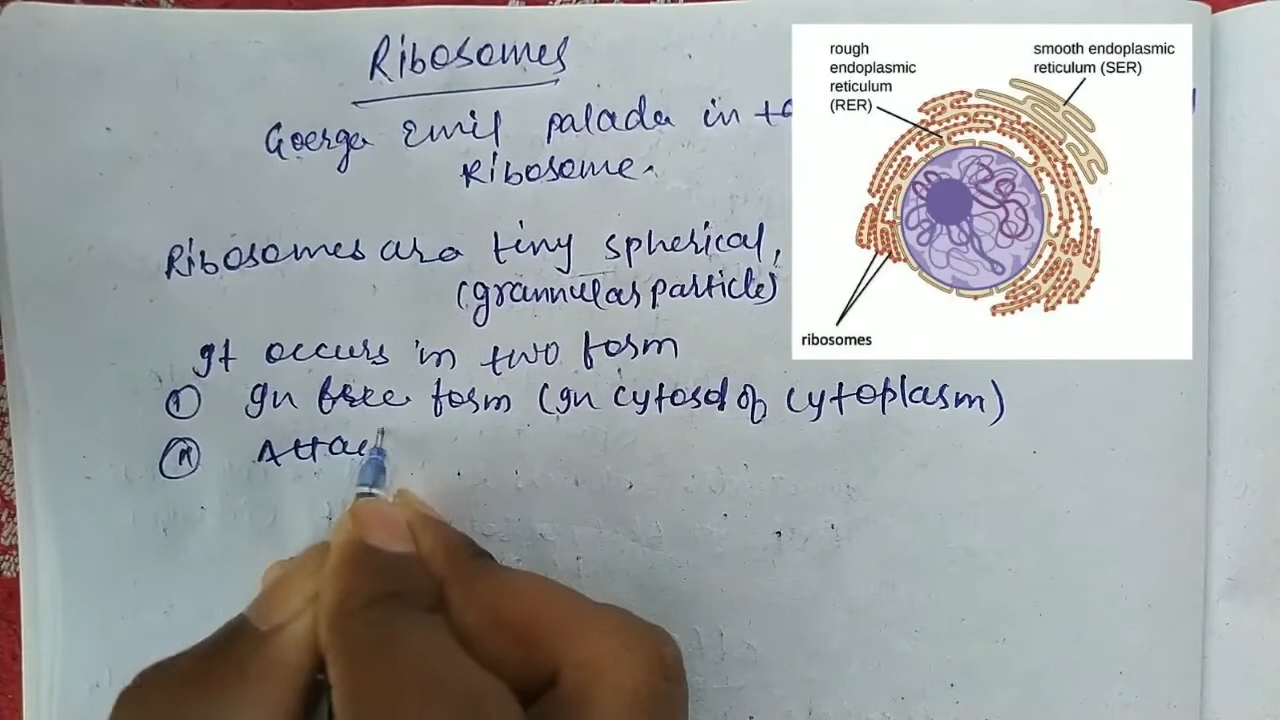 Ribosomes
Goerge Emil palada in
Ribosome.
Ribosomes are tiny spherical,
(grannular particle)
It occurs in two form
① In free form (In cytosol of cytoplasm)
② Attac
rough
endoplasmic
reticulum
(RER)
smooth endoplasmic
reticulum (SER)
ribosomes